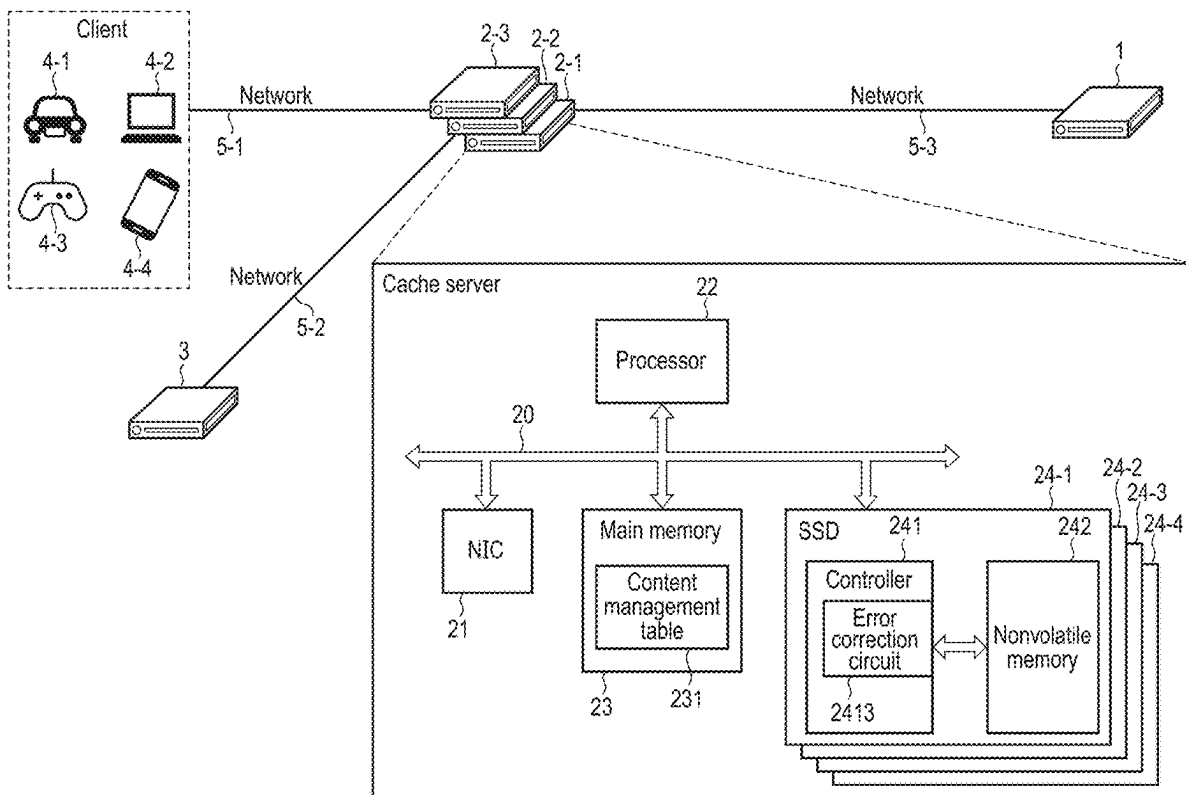 Client
4-1
4-2
4-3
4-4
Network
5-1
2-3
2-2
2-1
Network
5-3
1
Network
5-2
3
Cache server
22
Processor
20
NIC
21
Main memory
Content
management
table
23
231
24-1
24-2
24-3
24-4
SSD
241
242
Controller
Error
correction
circuit
2413
Nonvolatile
memory